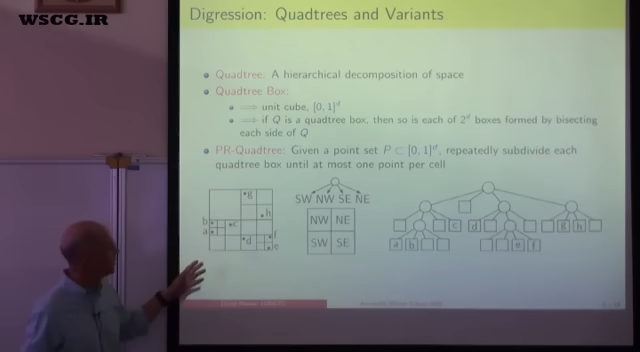 WSCG.IR
Digression: Quadtrees and Variants
Quadtree: A hierarchical decomposition of space
Quadtree Box:
⟹ unit cube, [0, 1]^d
⟹ if Q is a quadtree box, then so is each of 2^d boxes formed by bisecting
each side of Q
PR-Quadtree: Given a point set P ⊂ [0, 1]^d, repeatedly subdivide each
quadtree box until at most one point per cell
g
h
b
c
a
f
d
e
SW NW SE NE
NW NE
SW SE
c d g h
a b e f